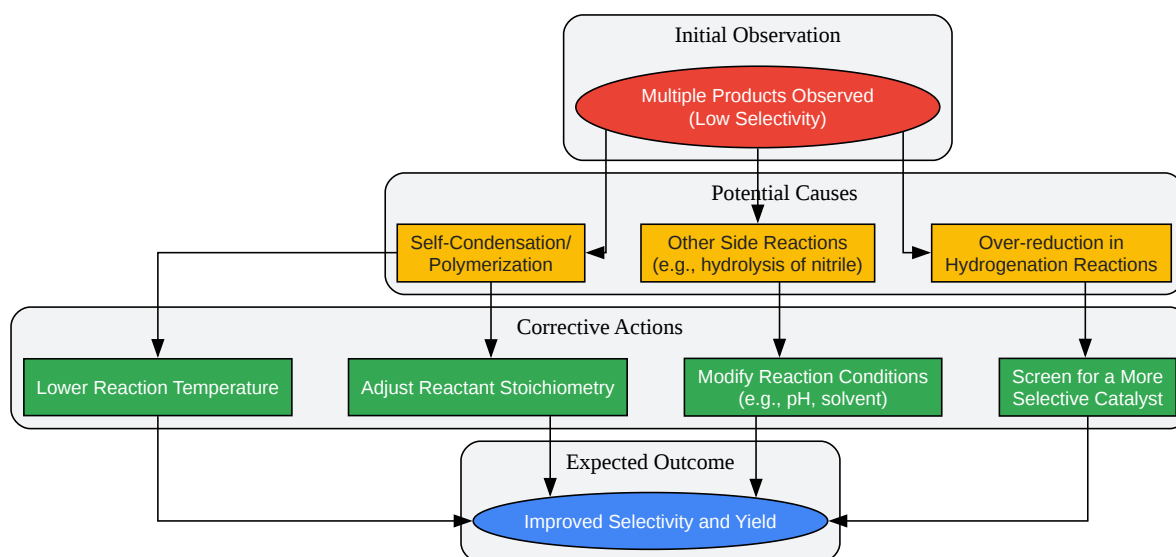 Initial Observation
Multiple Products Observed
(Low Selectivity)
Potential Causes
Self-Condensation/
Polymerization
Other Side Reactions
(e.g., hydrolysis of nitrile)
Over-reduction in
Hydrogenation Reactions
Corrective Actions
Lower Reaction Temperature
Adjust Reactant Stoichiometry
Modify Reaction Conditions
(e.g., pH, solvent)
Screen for a More
Selective Catalyst
Expected Outcome
Improved Selectivity and Yield